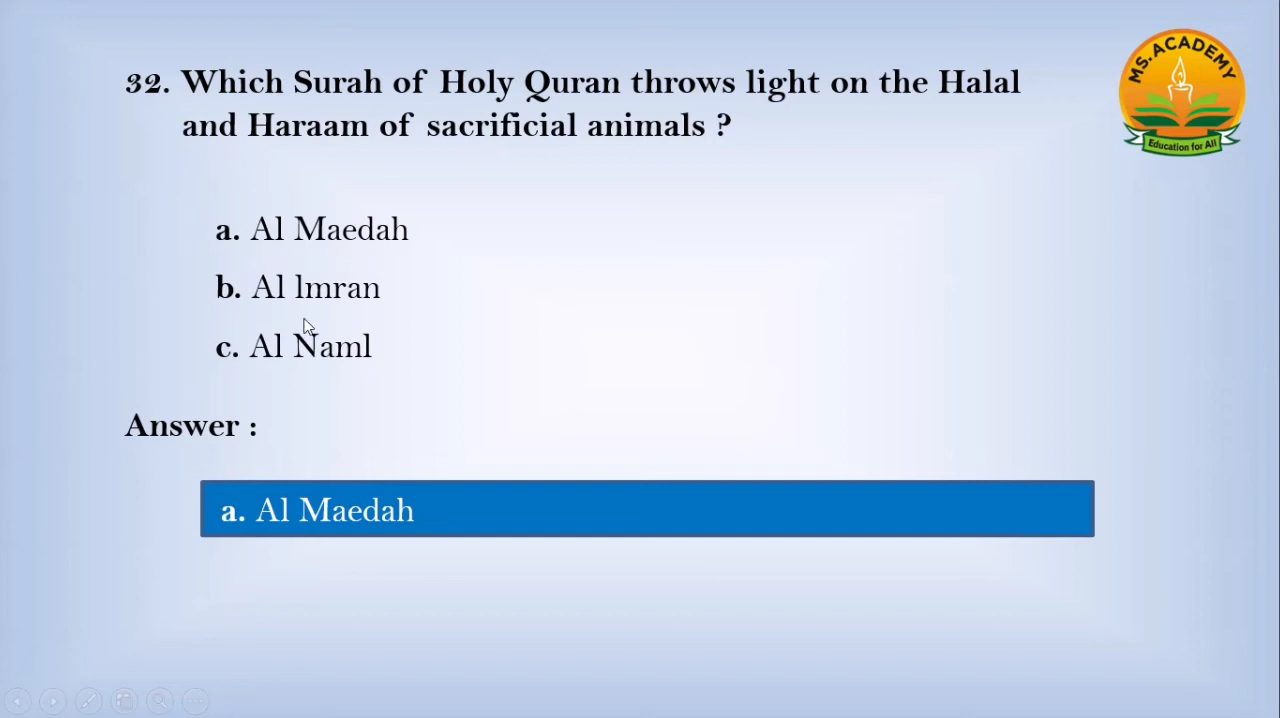 32. Which Surah of Holy Quran throws light on the Halal
and Haraam of sacrificial animals ?
MS. ACADEMY
Education for All
a. Al Maedah
b. Al lmran
c. Al Naml
Answer :
a. Al Maedah